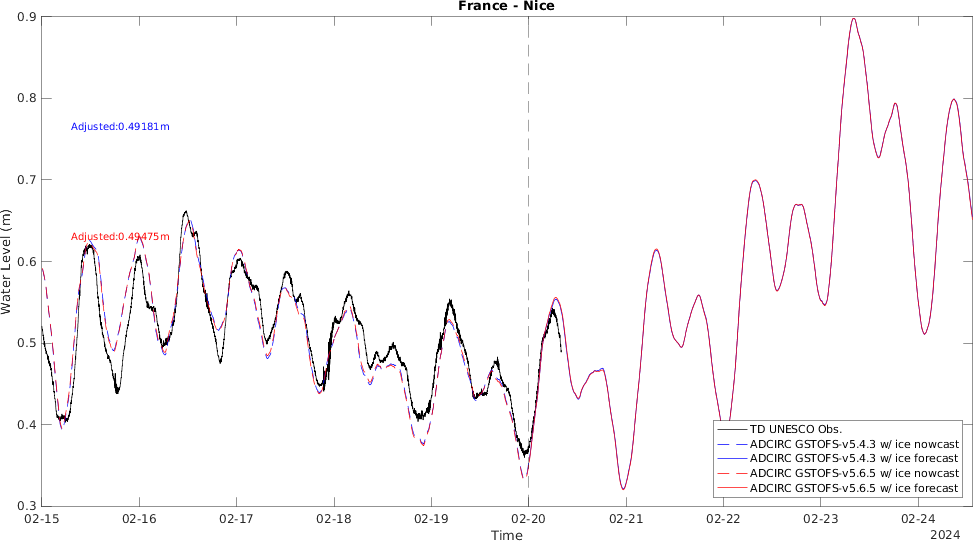 France - Nice
0.9
0.8
0.7
0.6
0.5
0.4
0.3
Water Level (m)
Adjusted:0.49181m
Adjusted:0.49475m
TD UNESCO Obs.
ADCIRC GSTOFS-v5.4.3 w/ ice nowcast
ADCIRC GSTOFS-v5.4.3 w/ ice forecast
ADCIRC GSTOFS-v5.6.5 w/ ice nowcast
ADCIRC GSTOFS-v5.6.5 w/ ice forecast
02-15 02-16 02-17 02-18 02-19 02-20 02-21 02-22 02-23 02-24
Time
2024